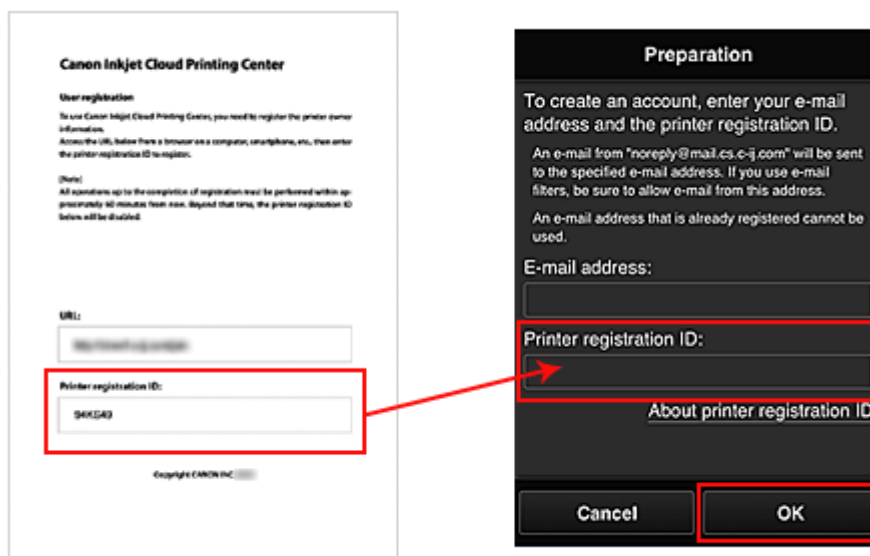 Canon Inkjet Cloud Printing Center
User registration
To use Canon Inkjet Cloud Printing Center, you need to register the printer owner
information.
Access the URL below from a browser on a computer, smartphone, etc., then enter
the printer registration ID to register.
[Note]
All operations up to the completion of registration must be performed within ap-
proximately 60 minutes from now. Beyond that time, the printer registration ID
below will be disabled.
URL:
Printer registration ID:
Copyright CANON INC.
Preparation
To create an account, enter your e-mail
address and the printer registration ID.
An e-mail from "noreply@mail.cs.c-ij.com" will be sent
to the specified e-mail address. If you use e-mail
filters, be sure to allow e-mail from this address.
An e-mail address that is already registered cannot be
used.
E-mail address:
Printer registration ID:
About printer registration ID
Cancel
OK